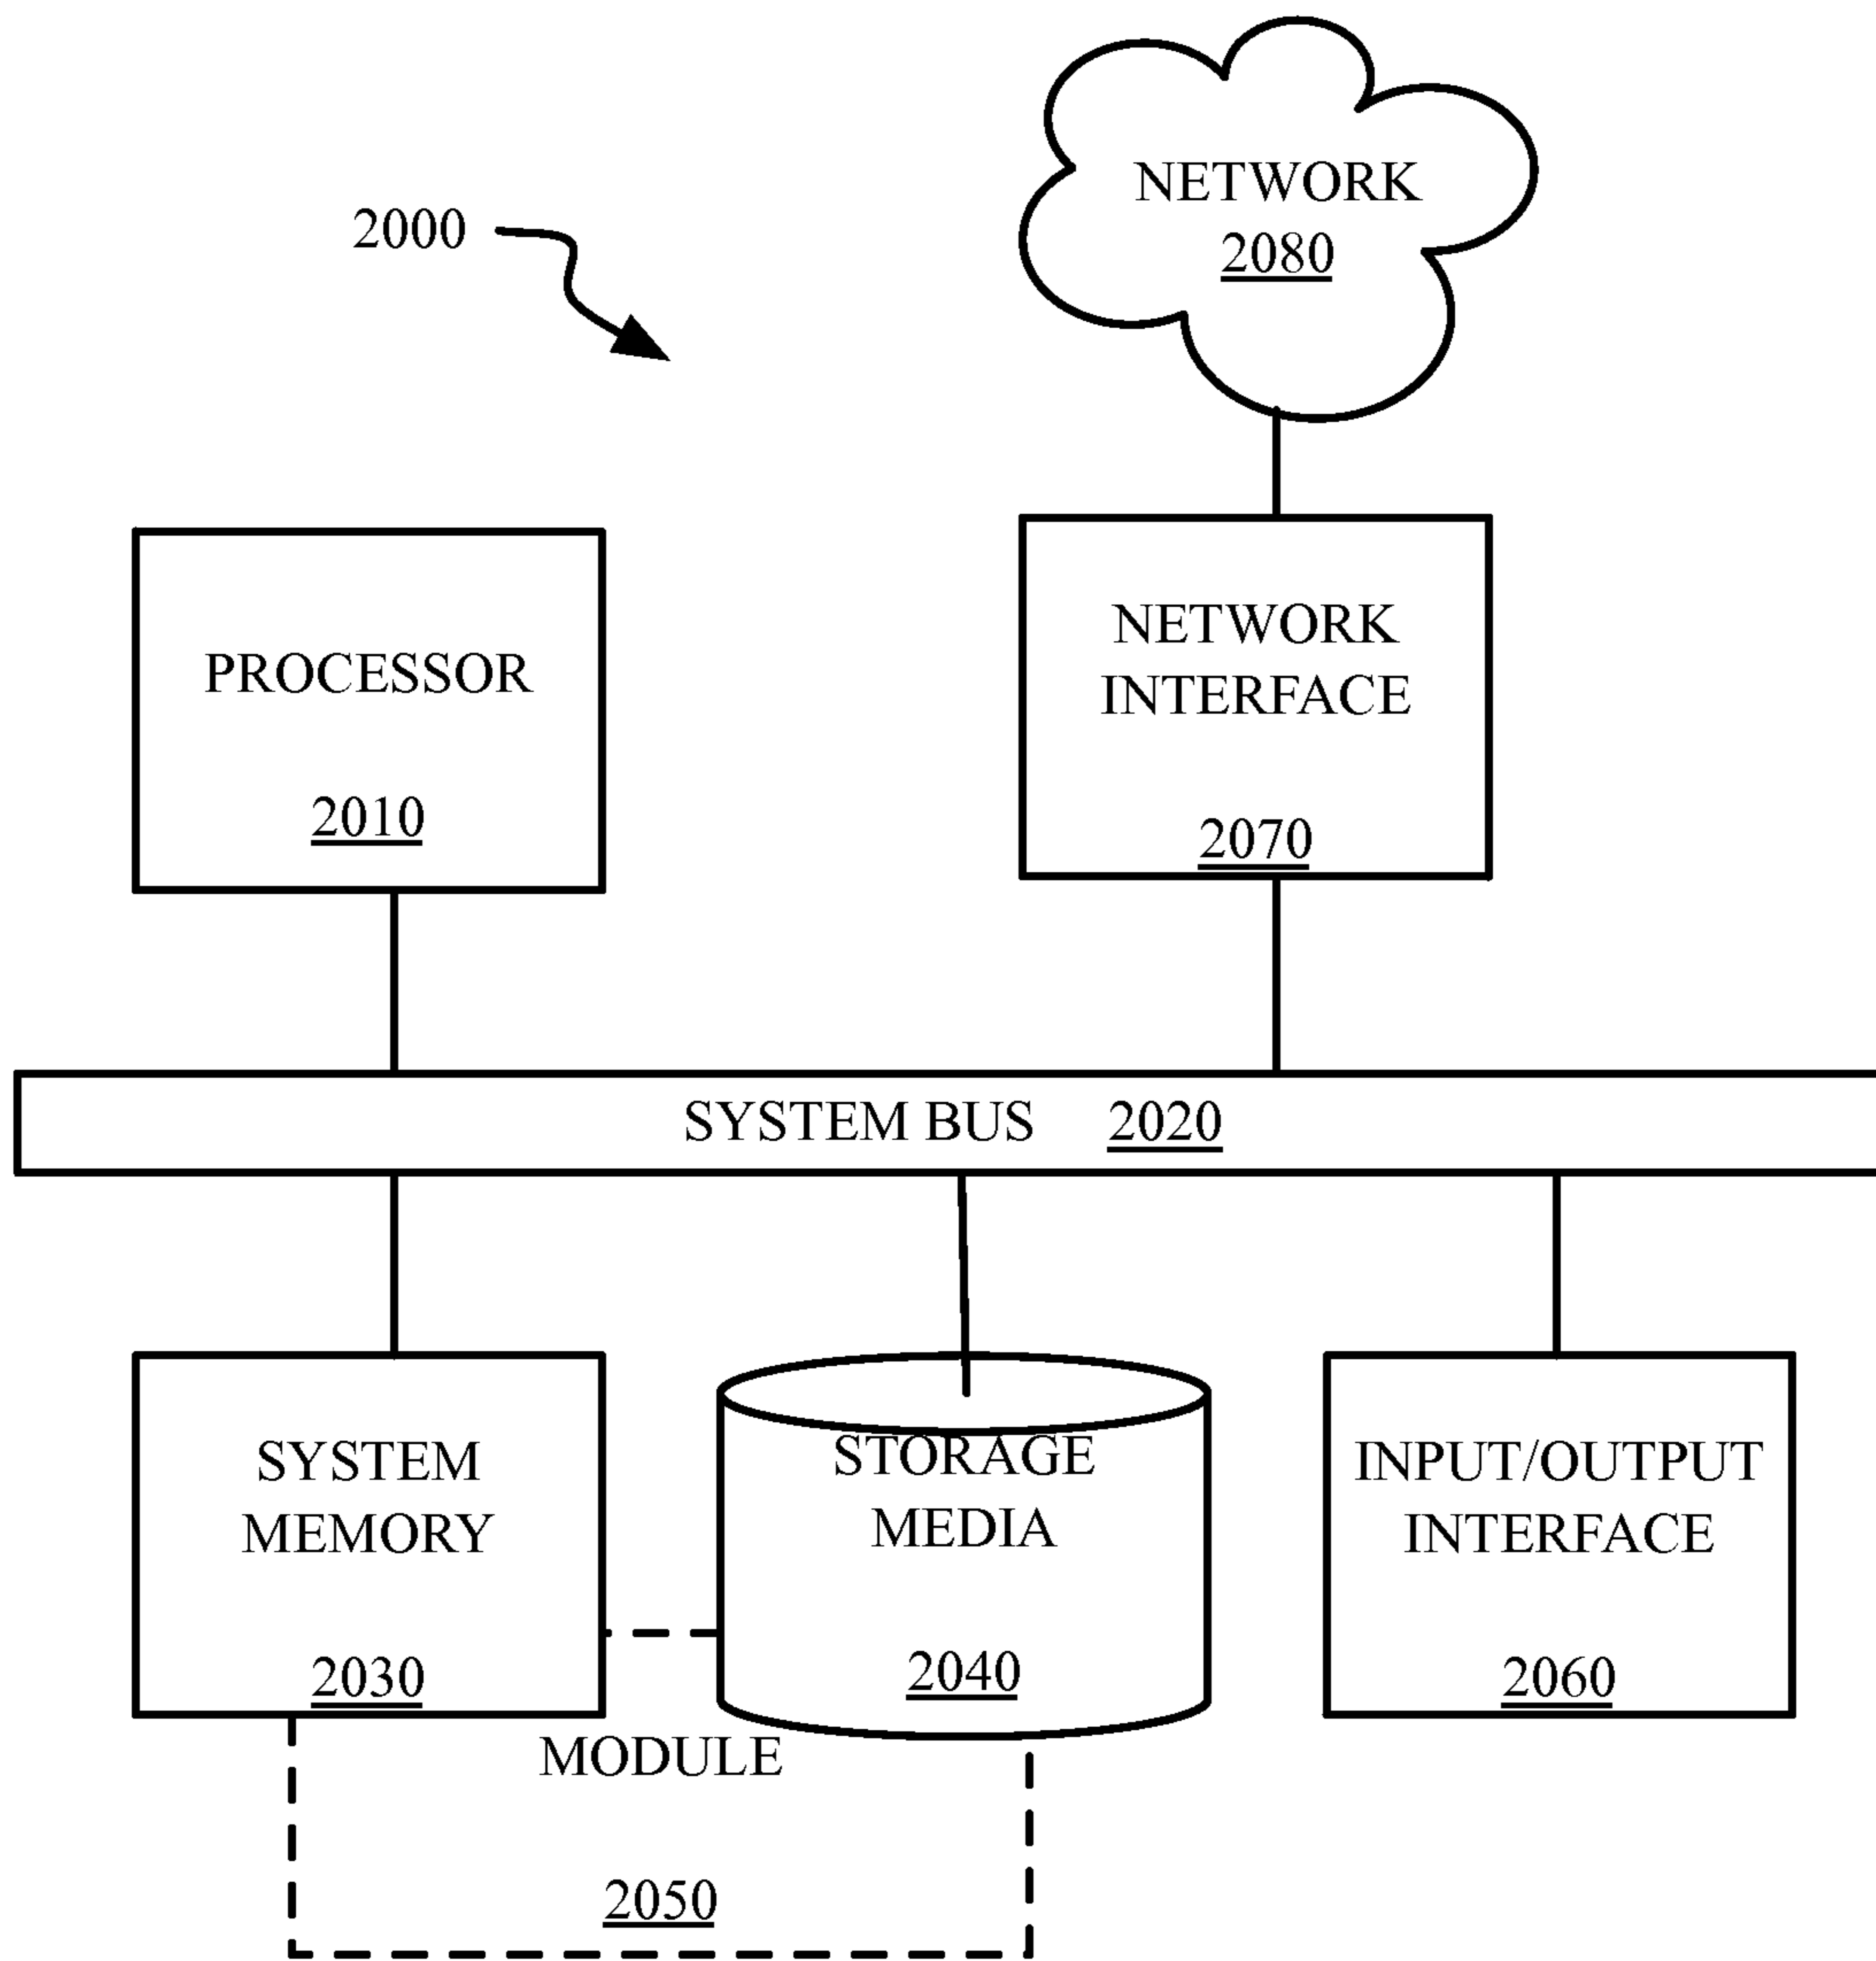 NETWORK
2080
2000
PROCESSOR
2010
NETWORK
INTERFACE
2070
SYSTEM BUS 2020
SYSTEM
MEMORY
2030
STORAGE
MEDIA
2040
INPUT/OUTPUT
INTERFACE
2060
MODULE
2050